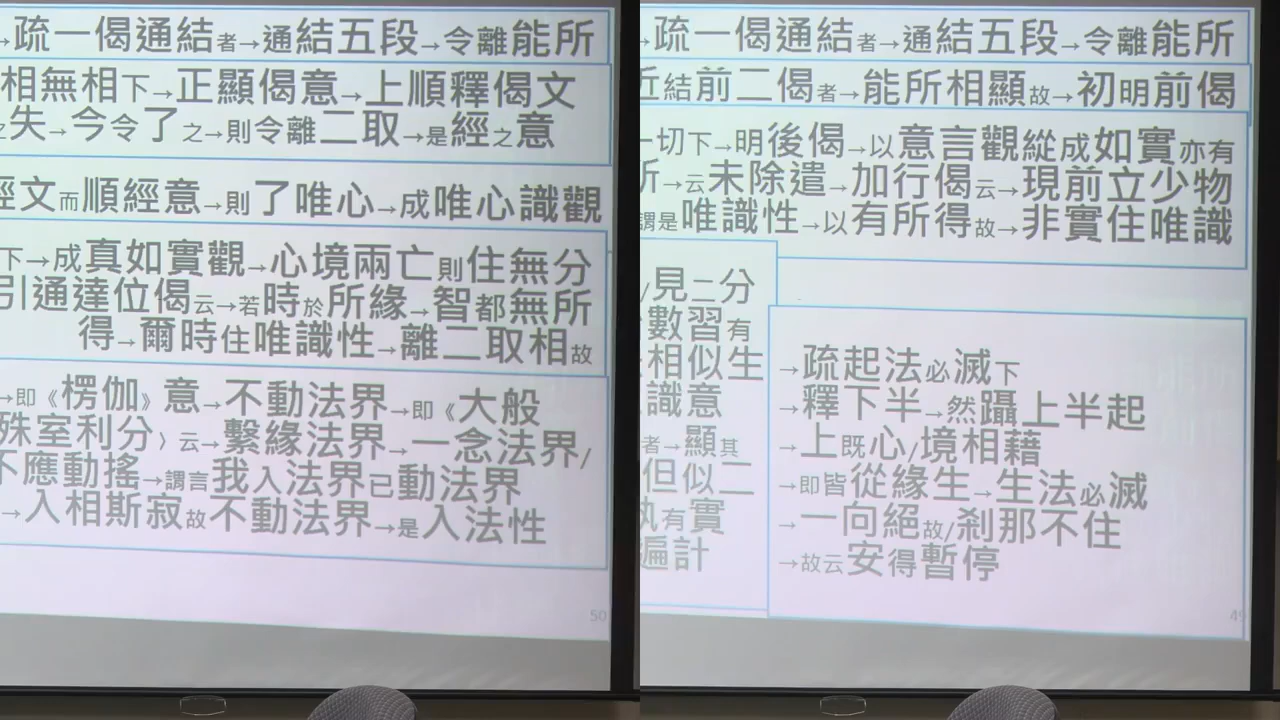 →疏一偈通結者→通結五段→令離能所
相無相下→正顯偈意→上順釋偈文
失→今令了之→則令離二取→是經之意
經文而順經意→則了唯心→成唯心識觀
下→成真如實觀→心境兩亡則住無分
引通達位偈云→若時於所緣→智都無所
得→爾時住唯識性→離二取相故
→即《楞伽》意→不動法界→即《大般
殊室利分〉云→繫緣法界→一念法界/
不應動搖→謂言我入法界已動法界
→入相斯寂故不動法界→是入法性
50
→疏一偈通結者→通結五段→令離能所
近結前二偈者→能所相顯故→初明前偈
一切下→明後偈→以意言觀縱成如實亦有
所→云未除遣→加行偈云→現前立少物
謂是唯識性→以有所得故→非實住唯識
/見二分
數習有
相似生
識意
者→顯其
但似二
執有實
遍計
→疏起法必滅下
→釋下半→然躡上半起
→上既心/境相藉
→即皆從緣生→生法必滅
→一向絕故/剎那不住
→故云安得暫停
49